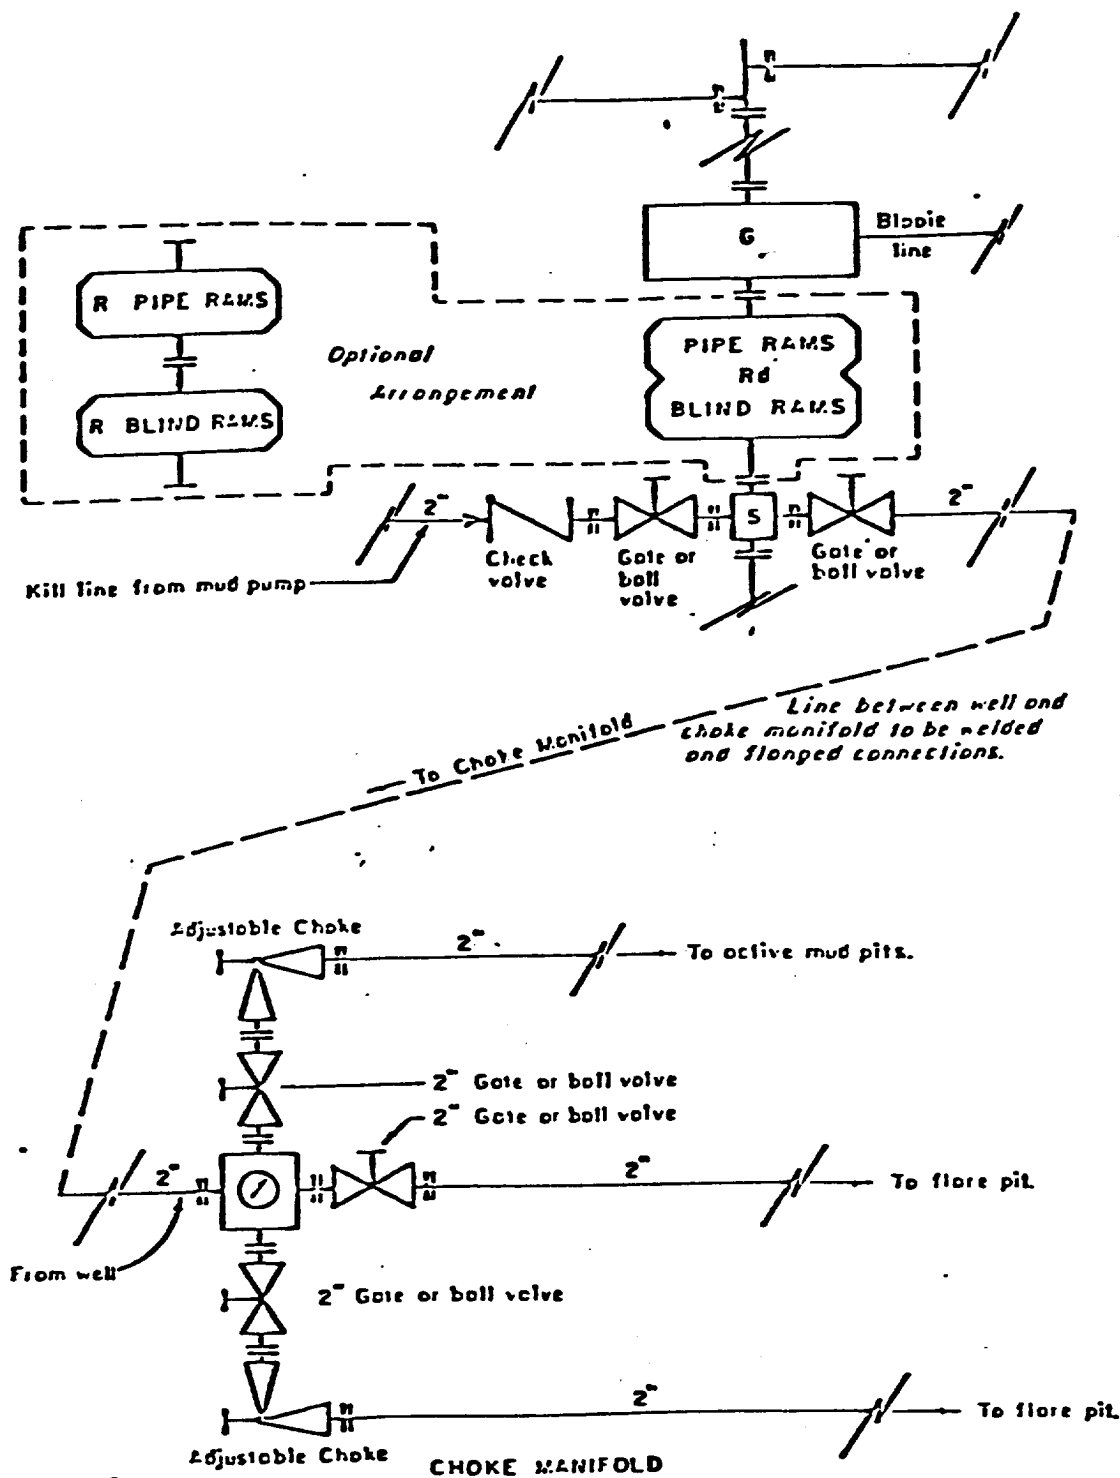 G
Blooie
line
R PIPE RAMS
Optional
Arrangement
R BLIND RAMS
PIPE RAMS
Rd
BLIND RAMS
2"
S
2"
Check
valve
Gate or
ball
valve
Gate or
ball valve
Kill line from mud pump
Line between well and
choke manifold to be welded
and flanged connections.
To Choke Manifold
Adjustable Choke
2"
To active mud pits.
2" Gate or ball valve
2" Gate or ball valve
2"
2"
To flare pit.
From well
2" Gate or ball valve
2"
To flare pit.
Adjustable Choke
CHOKE MANIFOLD